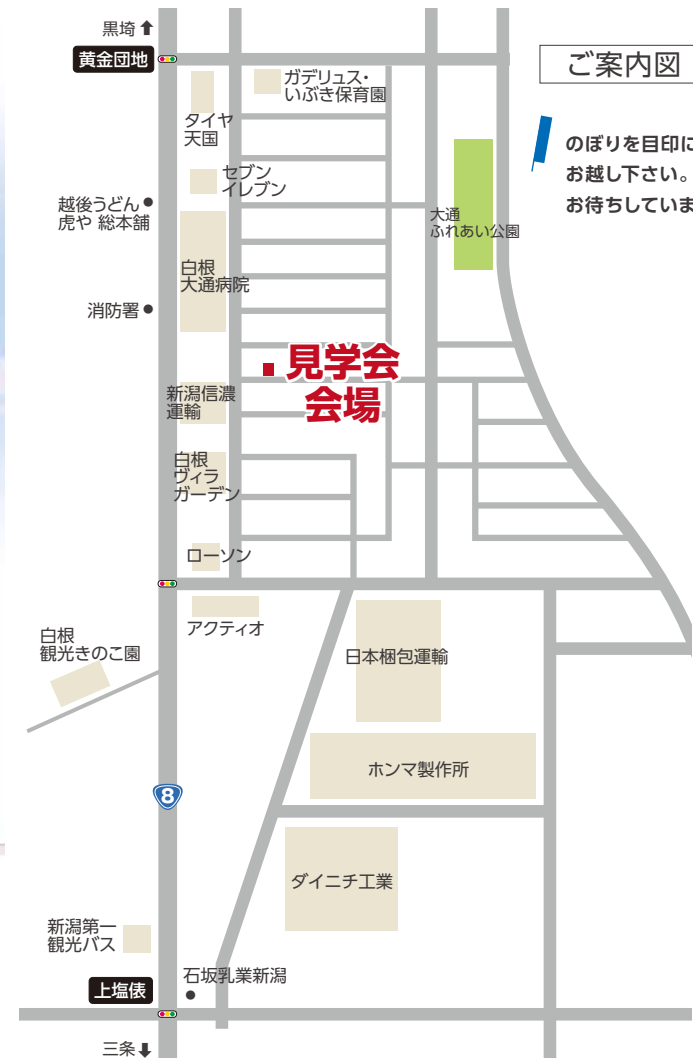 黒埼
黄金団地
ご案内図
ガデリュス・
いぶき保育園
タイヤ
天国
のぼりを目印に
お越し下さい。
お待ちしていま
セブン
イレブン
越後うどん
虎や 総本舗
大通
ふれあい公園
白根
大通病院
消防署
見学会
会場
新潟信濃
運輸
白根
ヴィラ
ガーデン
ローソン
アクティオ
白根
観光きのこ園
日本梱包運輸
ホンマ製作所
8
ダイニチ工業
新潟第一
観光バス
石坂乳業新潟
上塩俵
三条